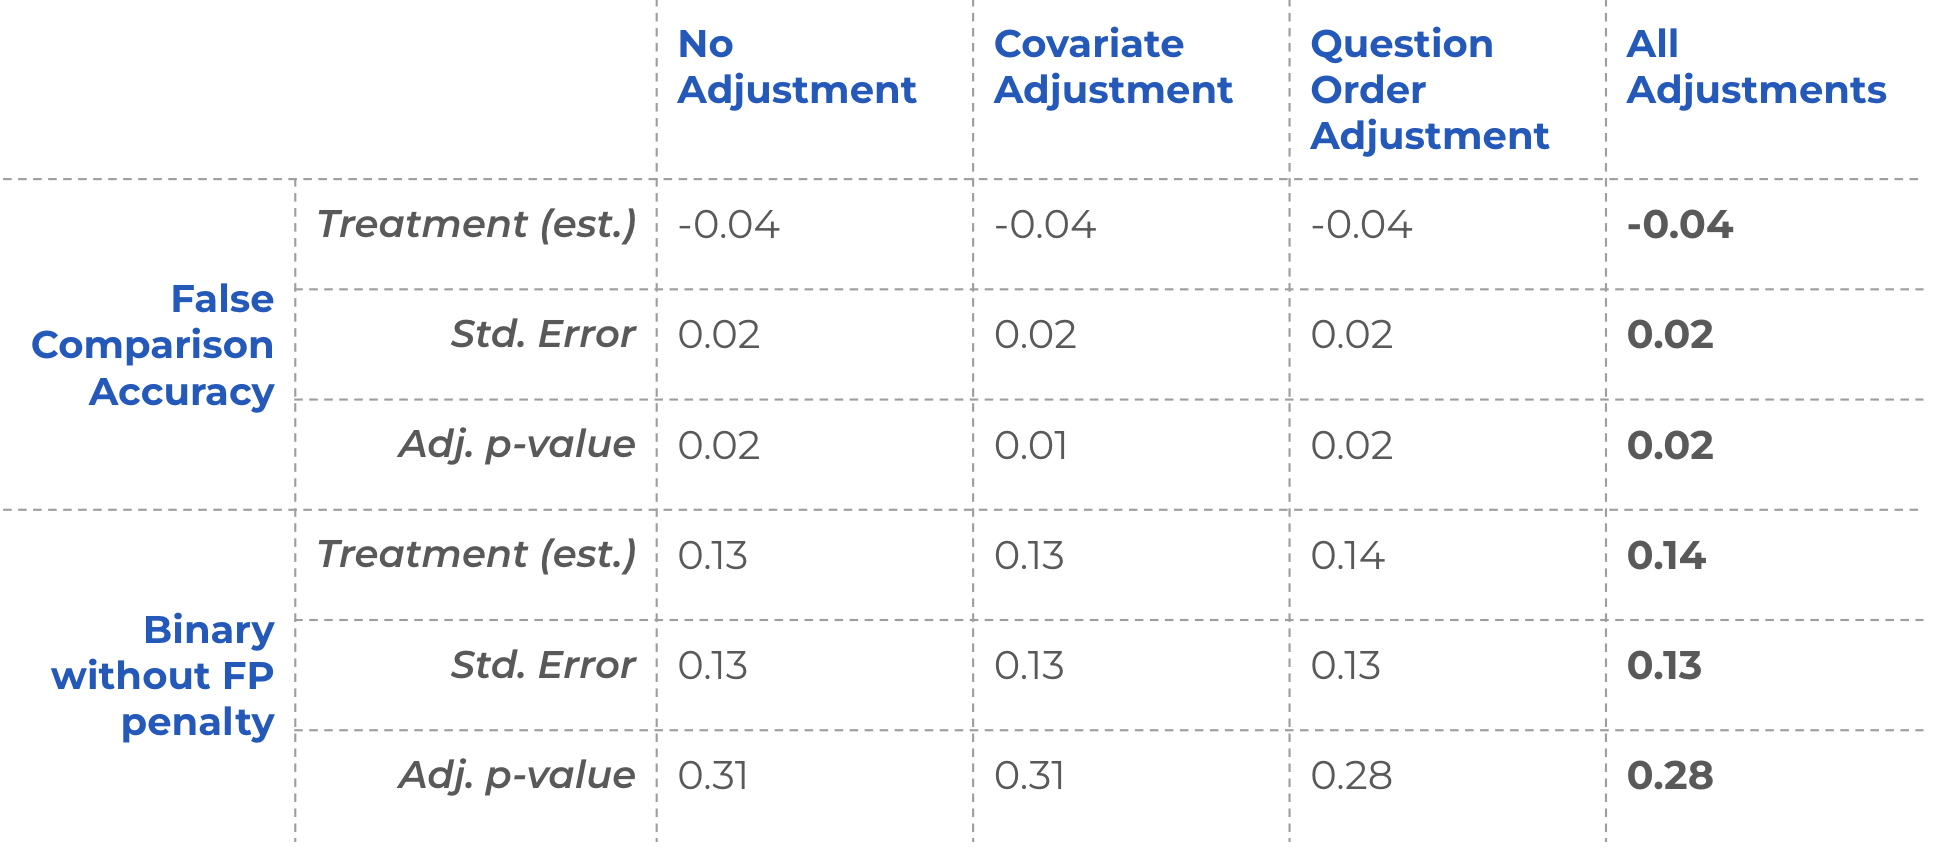 No
Adjustment
Covariate
Adjustment
Question
Order
Adjustment
All
Adjustments
False
Comparison
Accuracy
Treatment (est.) -0.04 -0.04 -0.04 -0.04
Std. Error 0.02 0.02 0.02 0.02
Adj. p-value 0.02 0.01 0.02 0.02
Binary
without FP
penalty
Treatment (est.) 0.13 0.13 0.14 0.14
Std. Error 0.13 0.13 0.13 0.13
Adj. p-value 0.31 0.31 0.28 0.28